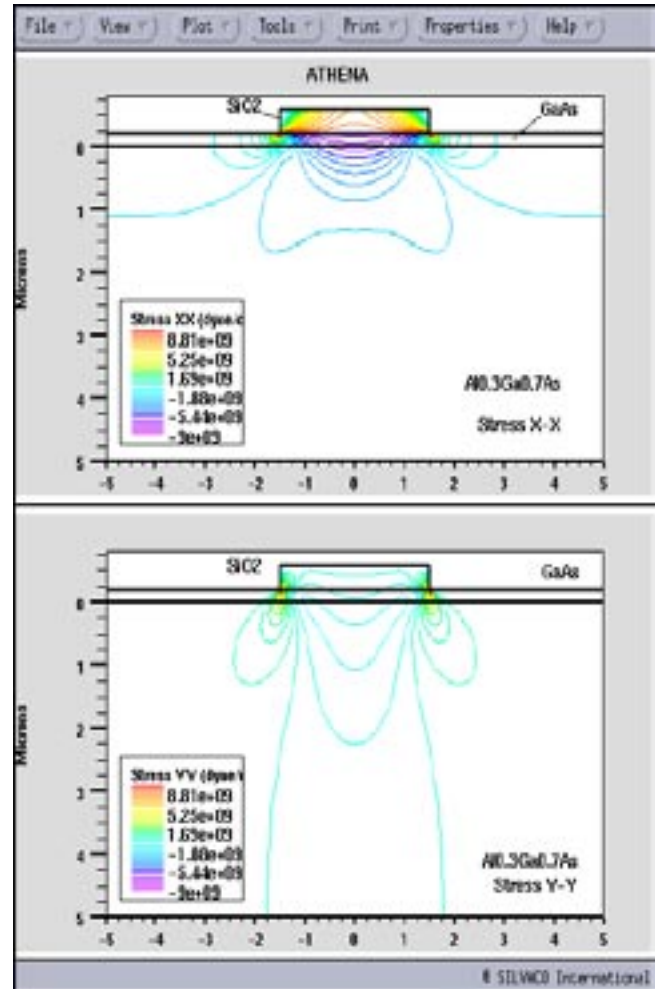 File View Plot Tools Print Properties Help
ATHENA
SiO2
GaAs
0
1
2
3
4
5
Microns
Stress XX (dyne/c
8.81e+09
5.25e+09
1.69e+09
-1.88e+09
-5.44e+09
-9e+09
Al0.3Ga0.7As
Stress X-X
-5 -4 -3 -2 -1 0 1 2 3 4 5
SiO2
GaAs
0
1
2
3
4
5
Microns
Stress YY (dyne/
8.81e+09
5.25e+09
1.69e+09
-1.88e+09
-5.44e+09
-9e+09
Al0.3Ga0.7As
Stress Y-Y
-5 -4 -3 -2 -1 0 1 2 3 4 5
© SILVACO International